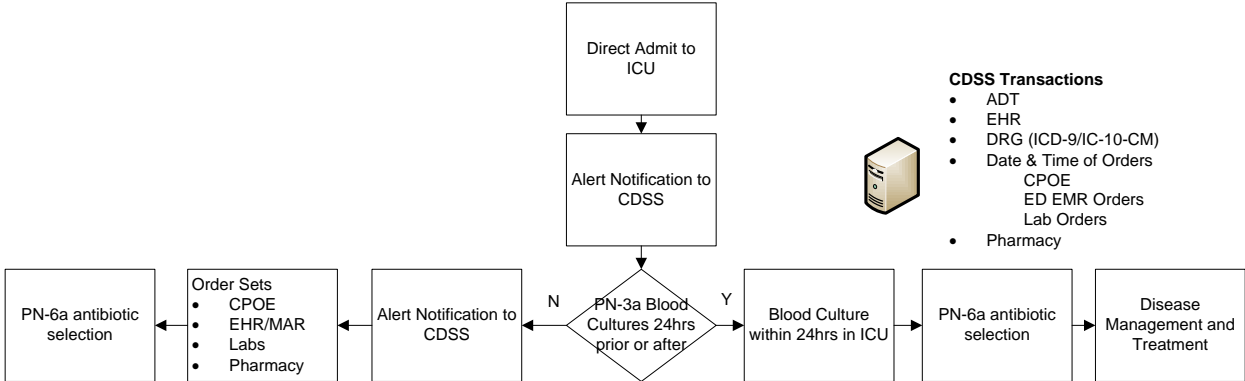 Direct Admit to
ICU
CDSS Transactions
• ADT
• EHR
• DRG (ICD-9/IC-10-CM)
• Date & Time of Orders
CPOE
ED EMR Orders
Lab Orders
• Pharmacy
Alert Notification to
CDSS
PN-6a antibiotic
selection
Order Sets
• CPOE
• EHR/MAR
• Labs
• Pharmacy
Alert Notification to
CDSS
N
PN-3a Blood
Cultures 24hrs
prior or after
Y
Blood Culture
within 24hrs in ICU
PN-6a antibiotic
selection
Disease
Management and
Treatment